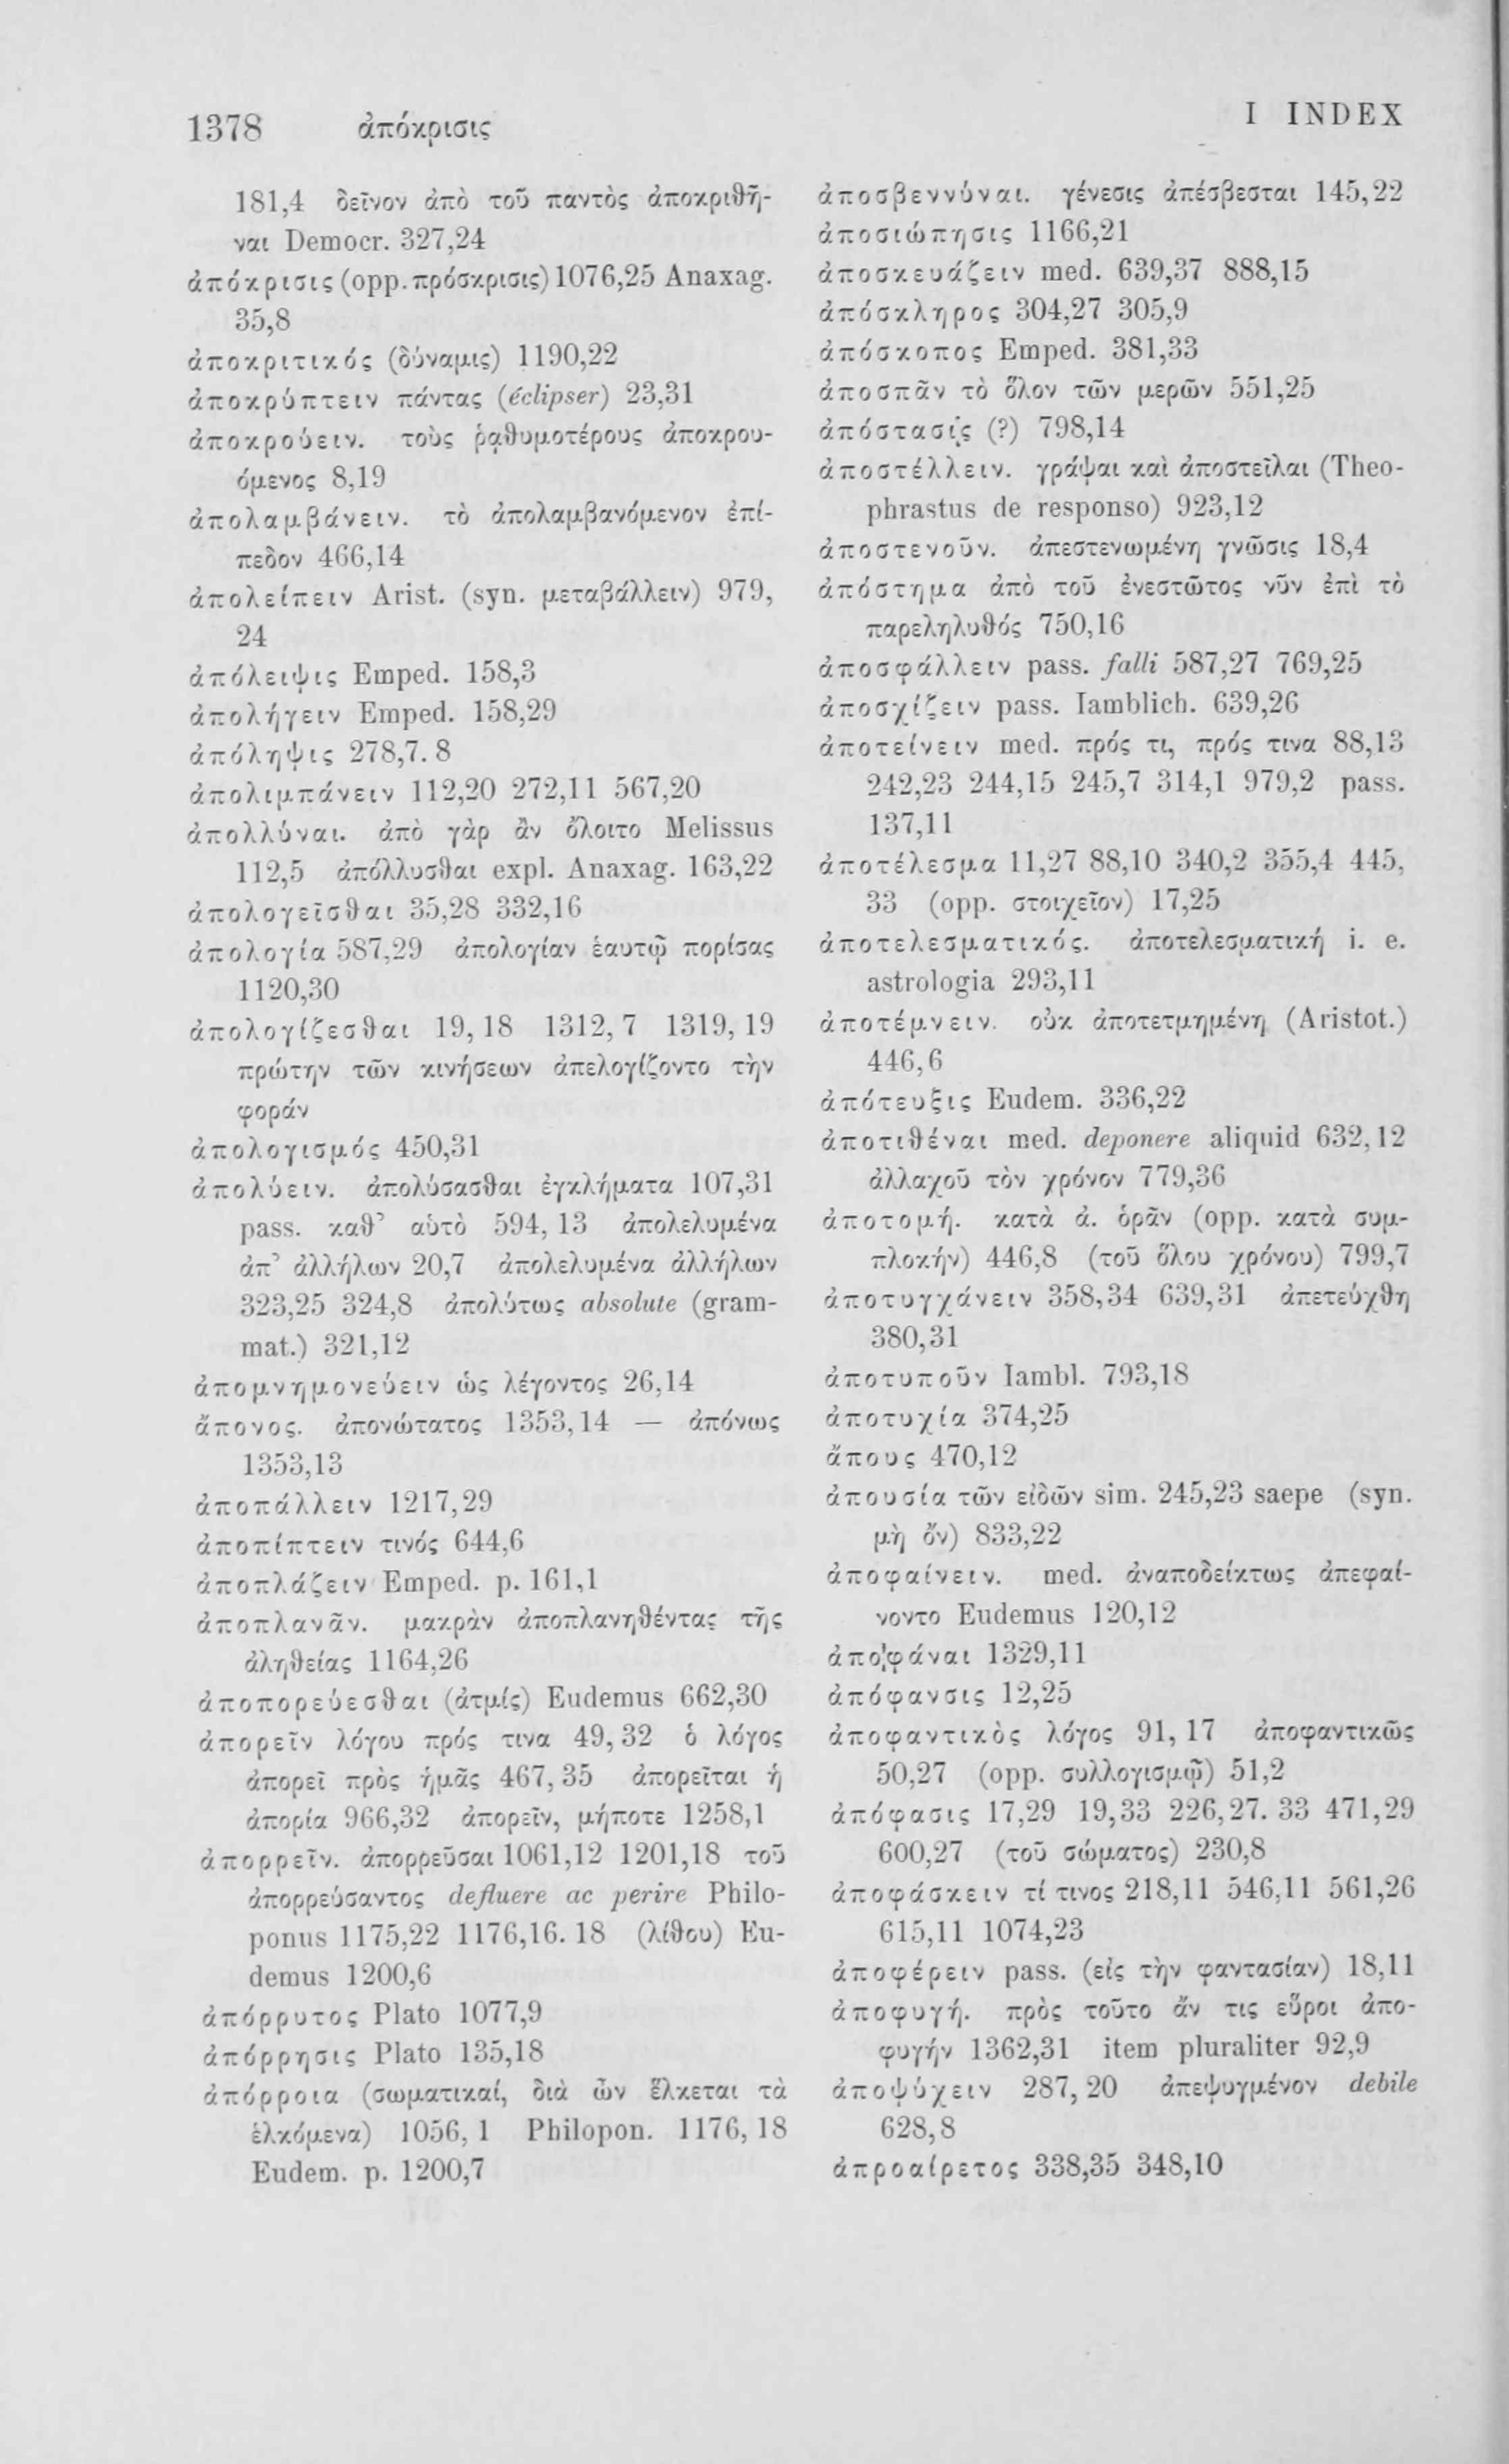 1378 ἀπόκρισις
I INDEX
181,4 δεῖνον ἀπὸ τοῦ παντὸς ἀποκριθῆ-
ναι Democr. 327,24
ἀπόκρισις (opp. πρόσκρισις) 1076,25 Anaxag.
35,8
ἀποκριτικός (δύναμις) 1190,22
ἀποκρύπτειν πάντας (éclipser) 23,31
ἀποκρούειν. τοὺς ῥᾳθυμοτέρους ἀποκρου-
όμενος 8,19
ἀπολαμβάνειν. τὸ ἀπολαμβανόμενον ἐπί-
πεδον 466,14
ἀπολείπειν Arist. (syn. μεταβάλλειν) 979,
24
ἀπόλειψις Emped. 158,3
ἀπολήγειν Emped. 158,29
ἀπόληψις 278,7. 8
ἀπολιμπάνειν 112,20 272,11 567,20
ἀπολλύναι. ἀπὸ γὰρ ἂν ὄλοιτο Melissus
112,5 ἀπόλλυσθαι expl. Anaxag. 163,22
ἀπολογεῖσθαι 35,28 332,16
ἀπολογία 587,29 ἀπολογίαν ἑαυτῷ πορίσας
1120,30
ἀπολογίζεσθαι 19,18 1312,7 1319,19
πρώτην τῶν κινήσεων ἀπελογίζοντο τὴν
φοράν
ἀπολογισμός 450,31
ἀπολύειν. ἀπολύσασθαι ἐγκλήματα 107,31
pass. καθ’ αὑτὸ 594,13 ἀπολελυμένα
ἀπ’ ἀλλήλων 20,7 ἀπολελυμένα ἀλλήλων
323,25 324,8 ἀπολύτως absolute (gram-
mat.) 321,12
ἀπομνημονεύειν ὡς λέγοντος 26,14
ἄπονος. ἀπονώτατος 1353,14 — ἀπόνως
1353,13
ἀποπάλλειν 1217,29
ἀποπίπτειν τινός 644,6
ἀποπλάζειν Emped. p. 161,1
ἀποπλανᾶν. μακρὰν ἀποπλανηθέντας τῆς
ἀληθείας 1164,26
ἀποπορεύεσθαι (ἀτμίς) Eudemus 662,30
ἀπορεῖν λόγου πρός τινα 49,32 ὁ λόγος
ἀπορεῖ πρὸς ἡμᾶς 467,35 ἀπορεῖται ἡ
ἀπορία 966,32 ἀπορεῖν, μήποτε 1258,1
ἀπορρεῖν. ἀπορρεῦσαι 1061,12 1201,18 τοῦ
ἀπορρεύσαντος defluere ac perire Philo-
ponus 1175,22 1176,16. 18 (λίθου) Eu-
demus 1200,6
ἀπόρρυτος Plato 1077,9
ἀπόρρησις Plato 135,18
ἀπόρροια (σωματικαί, διὰ ὧν ἕλκεται τὰ
ἑλκόμενα) 1056,1 Philopon. 1176,18
Eudem. p. 1200,7
ἀποσβεννύναι. γένεσις ἀπέσβεσται 145,22
ἀποσιώπησις 1166,21
ἀποσκευάζειν med. 639,37 888,15
ἀπόσκληρος 304,27 305,9
ἀπόσκοπος Emped. 381,33
ἀποσπᾶν τὸ ὅλον τῶν μερῶν 551,25
ἀπόστασις (?) 798,14
ἀποστέλλειν. γράψαι καὶ ἀποστεῖλαι (Theo-
phrastus de responso) 923,12
ἀποστενοῦν. ἀπεστενωμένη γνῶσις 18,4
ἀπόστημα ἀπὸ τοῦ ἐνεστῶτος νῦν ἐπὶ τὸ
παρεληλυθός 750,16
ἀποσφάλλειν pass. falli 587,27 769,25
ἀποσχίζειν pass. Iamblich. 639,26
ἀποτείνειν med. πρός τι, πρός τινα 88,13
242,23 244,15 245,7 314,1 979,2 pass.
137,11
ἀποτέλεσμα 11,27 88,10 340,2 355,4 445,
33 (opp. στοιχεῖον) 17,25
ἀποτελεσματικός. ἀποτελεσματική i. e.
astrologia 293,11
ἀποτέμνειν. οὐκ ἀποτετμημένη (Aristot.)
446,6
ἀπότευξις Eudem. 336,22
ἀποτιθέναι med. deponere aliquid 632,12
ἀλλαχοῦ τὸν χρόνον 779,36
ἀποτομή. κατὰ ἀ. ὁρᾶν (opp. κατὰ συμ-
πλοκήν) 446,8 (τοῦ ὅλου χρόνου) 799,7
ἀποτυγχάνειν 358,34 639,31 ἀπετεύχθη
380,31
ἀποτυποῦν Iambl. 793,18
ἀποτυχία 374,25
ἄπους 470,12
ἀπουσία τῶν εἰδῶν sim. 245,23 saepe (syn.
μὴ ὄν) 833,22
ἀποφαίνειν. med. ἀναποδείκτως ἀπεφαί-
νοντο Eudemus 120,12
ἀποφάναι 1329,11
ἀπόφανσις 12,25
ἀποφαντικὸς λόγος 91,17 ἀποφαντικῶς
50,27 (opp. συλλογισμῷ) 51,2
ἀπόφασις 17,29 19,33 226,27. 33 471,29
600,27 (τοῦ σώματος) 230,8
ἀποφάσκειν τί τινος 218,11 546,11 561,26
615,11 1074,23
ἀποφέρειν pass. (εἰς τὴν φαντασίαν) 18,11
ἀποφυγή. πρὸς τοῦτο ἄν τις εὕροι ἀπο-
φυγήν 1362,31 item pluraliter 92,9
ἀποψύχειν 287,20 ἀπεψυγμένον debile
628,8
ἀπροαίρετος 338,35 348,10